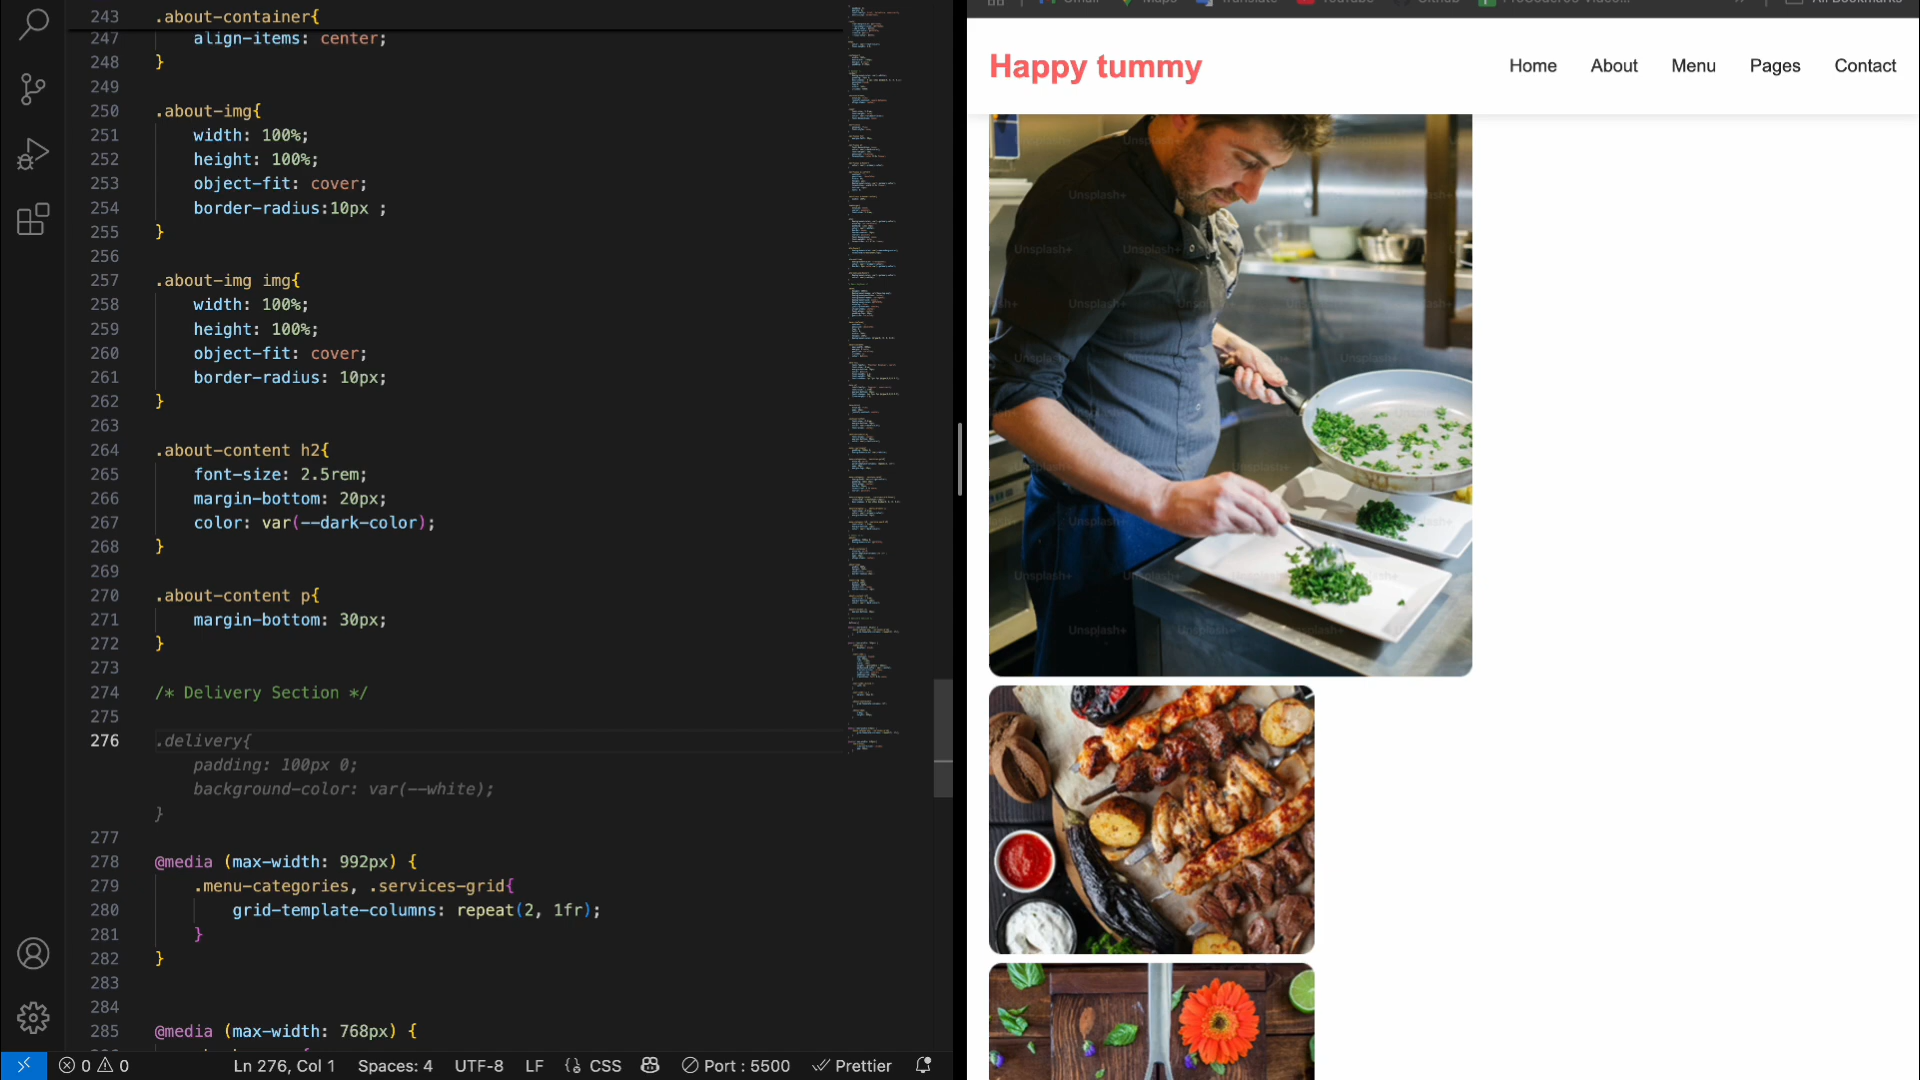 243 .about-container{
247 align-items: center;
248 }
249
250 .about-img{
251 width: 100%;
252 height: 100%;
253 object-fit: cover;
254 border-radius:10px ;
255 }
256
257 .about-img img{
258 width: 100%;
259 height: 100%;
260 object-fit: cover;
261 border-radius: 10px;
262 }
263
264 .about-content h2{
265 font-size: 2.5rem;
266 margin-bottom: 20px;
267 color: var(--dark-color);
268 }
269
270 .about-content p{
271 margin-bottom: 30px;
272 }
273
274 /* Delivery Section */
275
276 .delivery{
padding: 100px 0;
background-color: var(--white);
}
277
278 @media (max-width: 992px) {
279 .menu-categories, .services-grid{
280 grid-template-columns: repeat(2, 1fr);
281 }
282 }
283
284
285 @media (max-width: 768px) {
0 0 Ln 276, Col 1 Spaces: 4 UTF-8 LF CSS Port : 5500 Prettier
Happy tummy
Home About Menu Pages Contact
Unsplash+